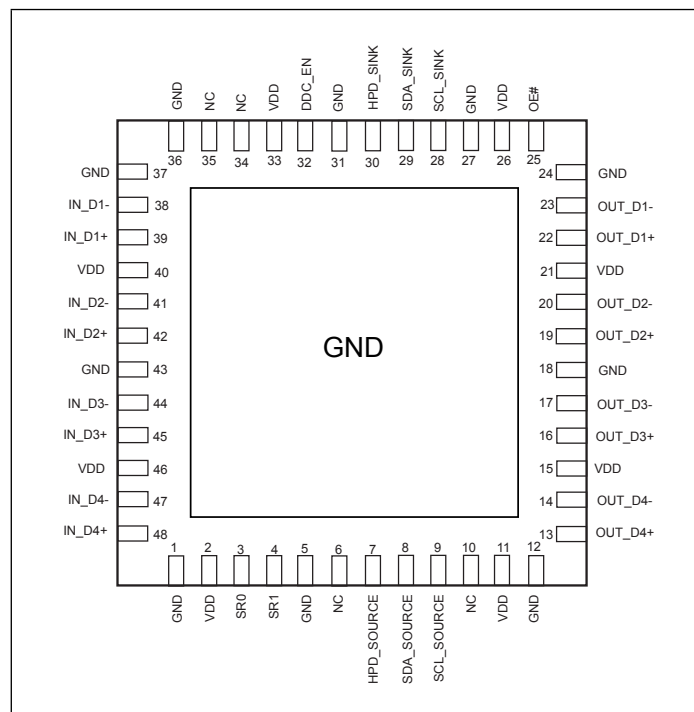 GND
NC
NC
VDD
DDC_EN
GND
HPD_SINK
SDA_SINK
SCL_SINK
GND
VDD
OE#
36 35 34 33 32 31 30 29 28 27 26 25
GND 37 24 GND
IN_D1- 38 23 OUT_D1-
IN_D1+ 39 22 OUT_D1+
VDD 40 21 VDD
IN_D2- 41 20 OUT_D2-
IN_D2+ 42 19 OUT_D2+
GND
GND 43 18 GND
IN_D3- 44 17 OUT_D3-
IN_D3+ 45 16 OUT_D3+
VDD 46 15 VDD
IN_D4- 47 14 OUT_D4-
IN_D4+ 48 13 OUT_D4+
1 2 3 4 5 6 7 8 9 10 11 12
GND
VDD
SR0
SR1
GND
NC
HPD_SOURCE
SDA_SOURCE
SCL_SOURCE
NC
VDD
GND